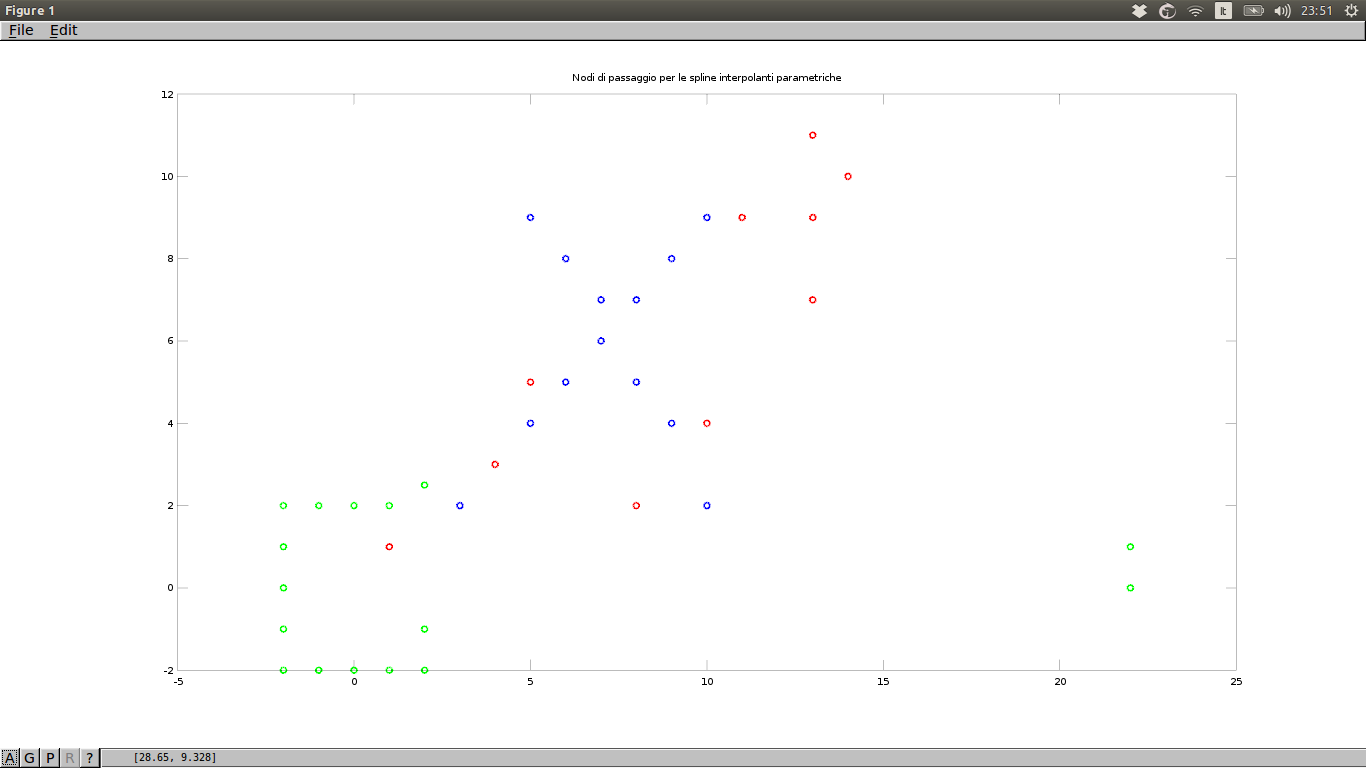 Figure 1
It
23:51
File Edit
Nodi di passaggio per le spline interpolanti parametriche
12
10
8
6
4
2
0
-2
-5 0 5 10 15 20 25
A G P R ? [28.65, 9.328]